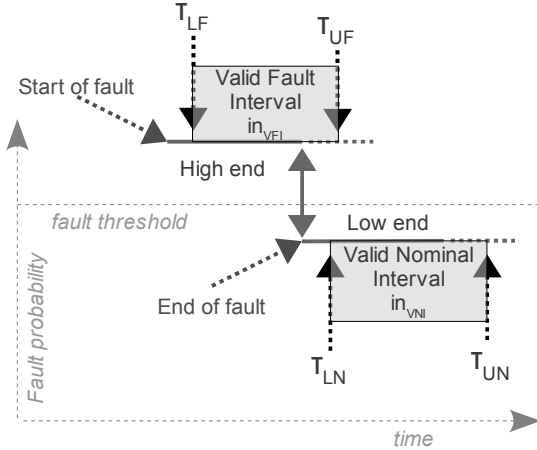 T_LF T_UF
Valid Fault
Start of fault
Interval
in_VFI
High end
fault threshold
Low end
Valid Nominal
Interval
in_VNI
End of fault
Fault probability
T_LN T_UN
time